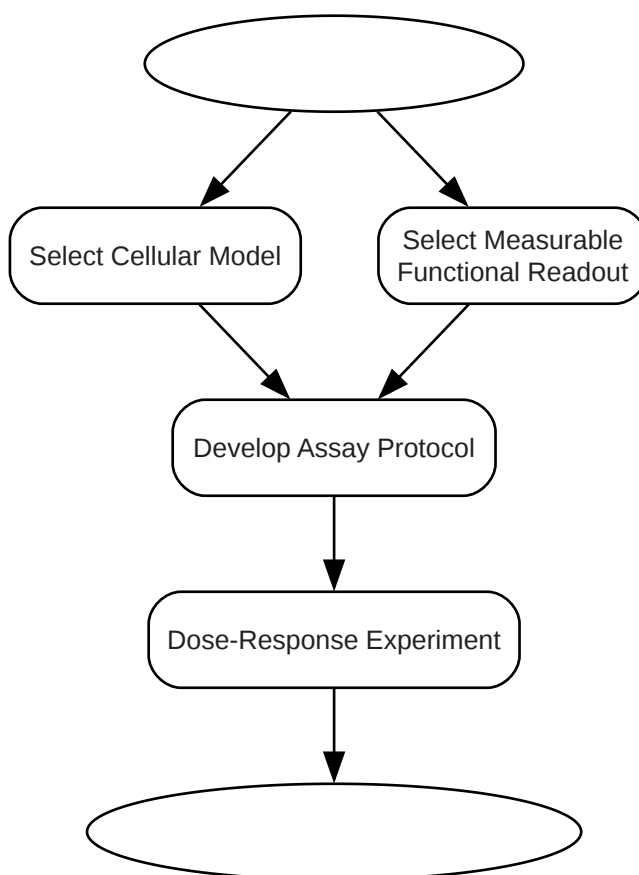 Select Cellular Model
Select Measurable
Functional Readout
Develop Assay Protocol
Dose-Response Experiment